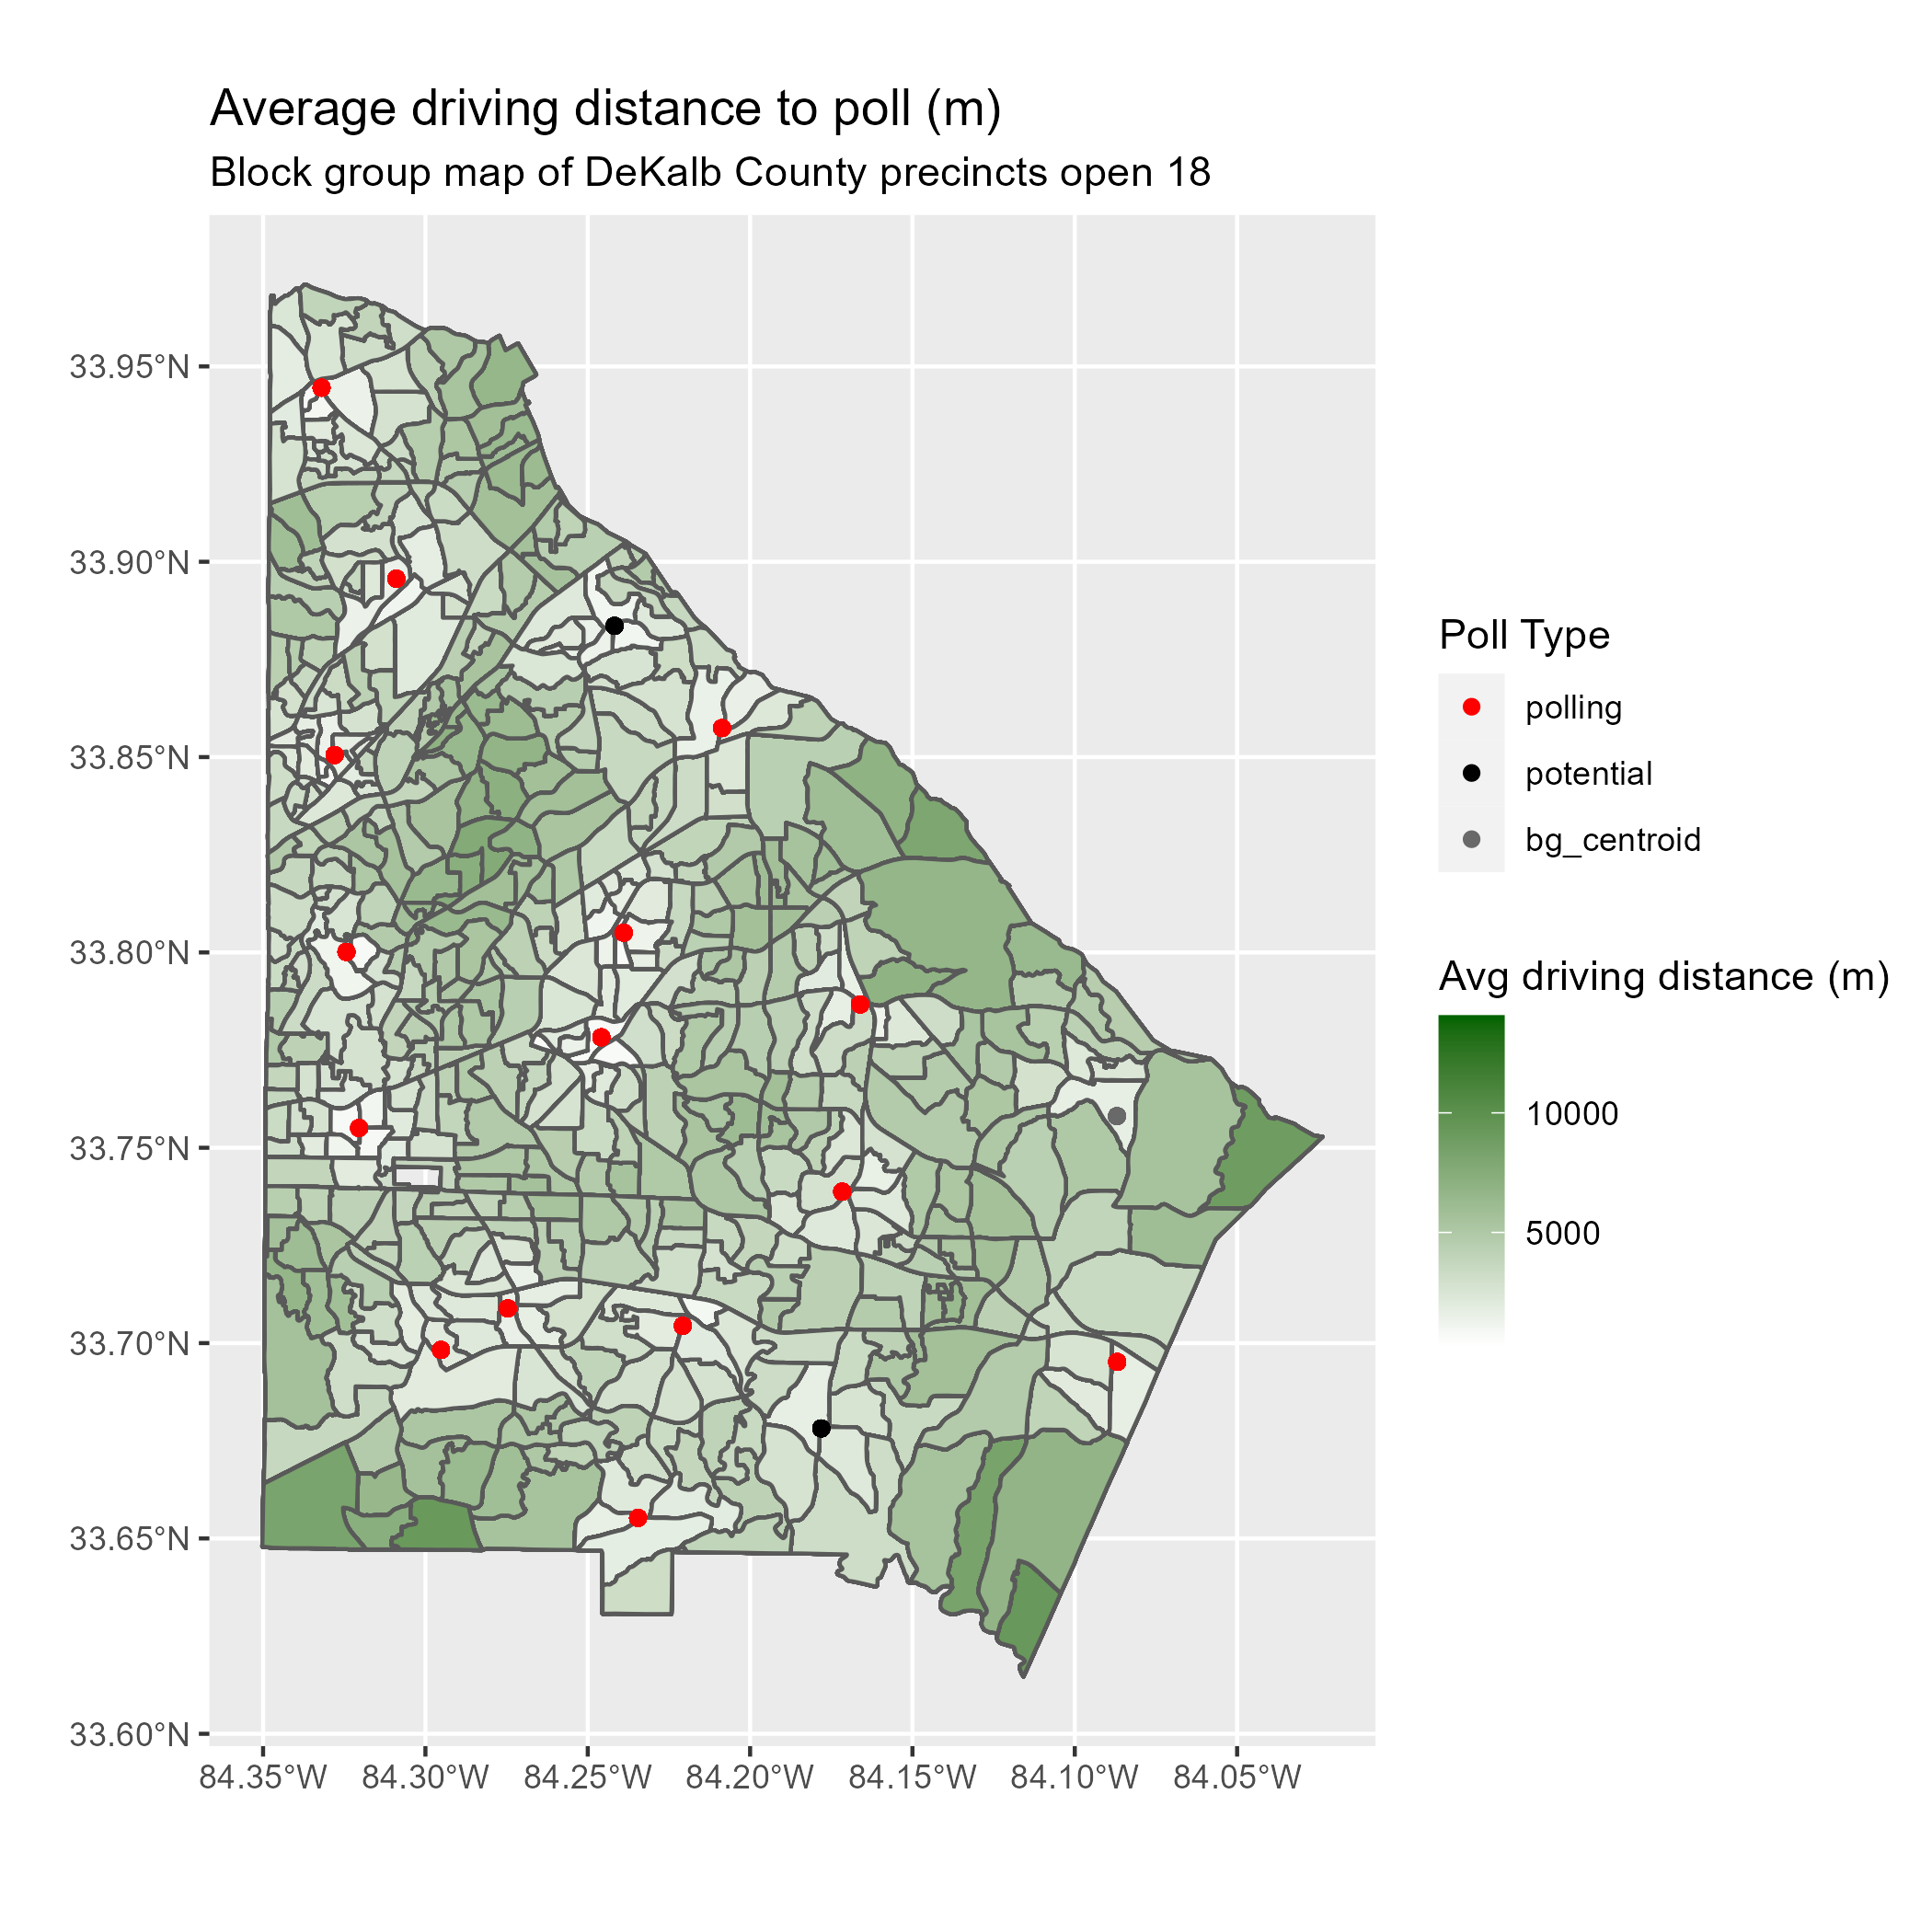 Average driving distance to poll (m)
Block group map of DeKalb County precincts open 18
33.95°N
33.90°N
33.85°N
33.80°N
33.75°N
33.70°N
33.65°N
33.60°N
84.35°W 84.30°W 84.25°W 84.20°W 84.15°W 84.10°W 84.05°W
Poll Type
polling
potential
bg_centroid
Avg driving distance (m)
10000
5000